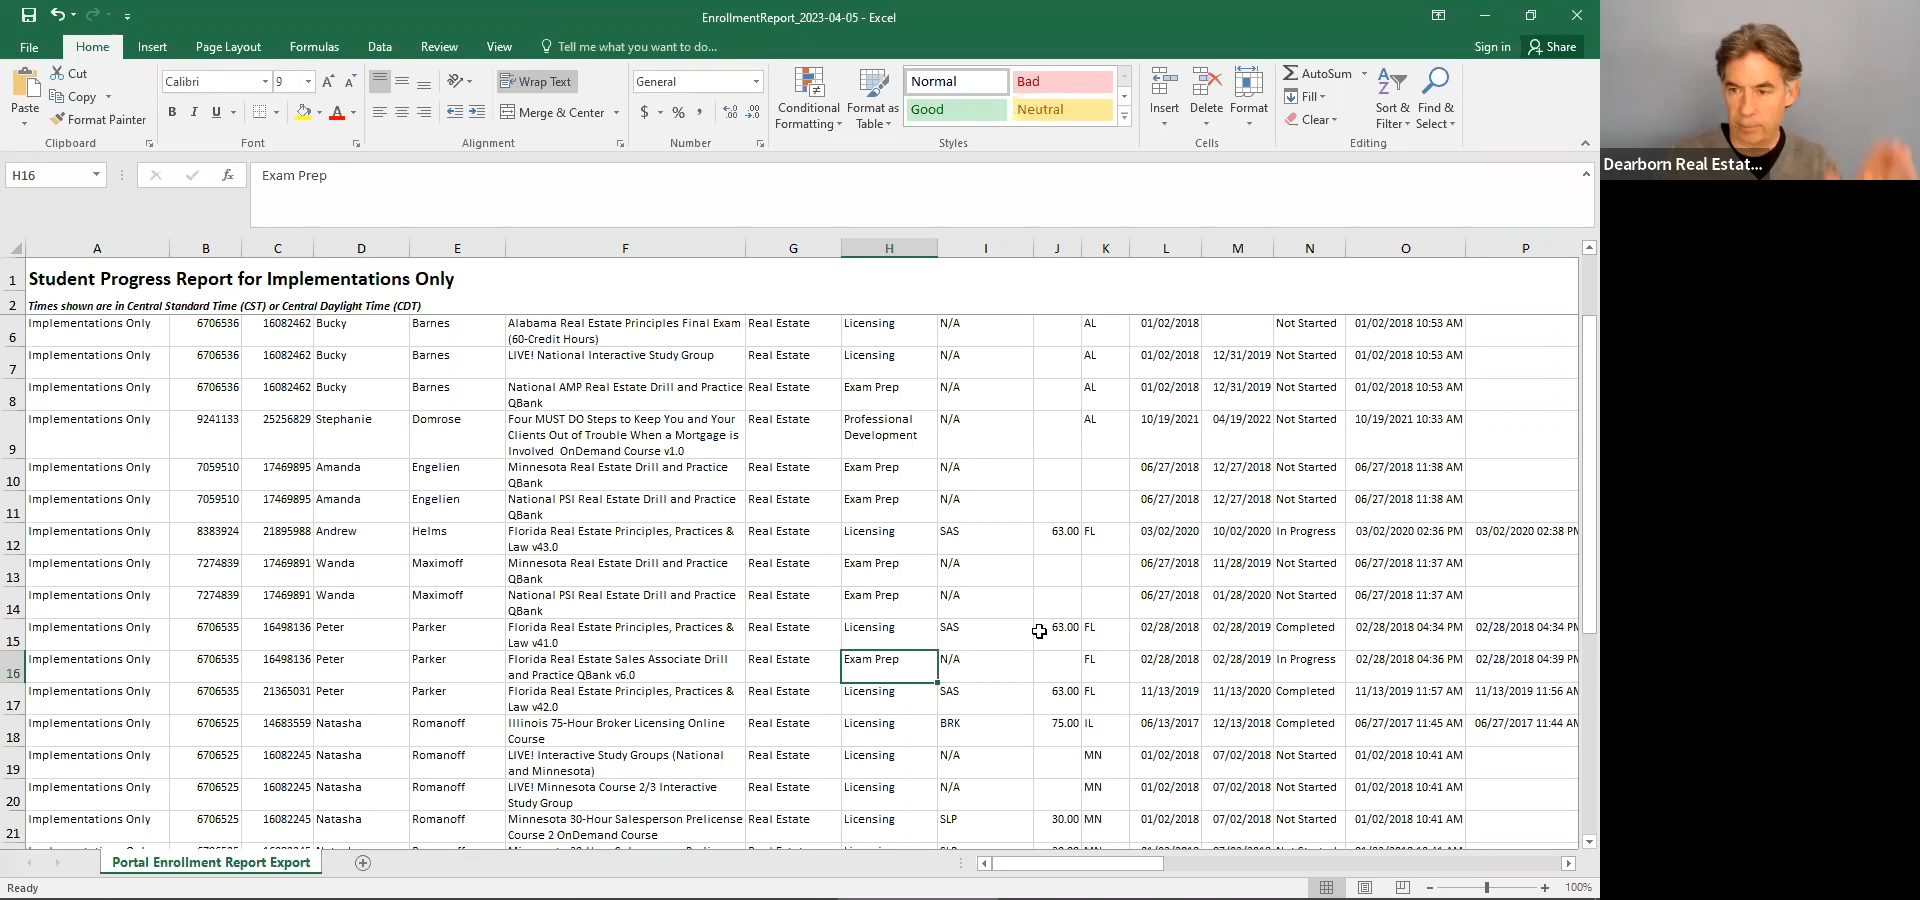 EnrollmentReport_2023-04-05 - Excel
File Home Insert Page Layout Formulas Data Review View Tell me what you want to do... Sign in Share
Paste
Cut
Copy
Format Painter
Clipboard
Calibri 9
B I U
Font
Wrap Text
Merge & Center
Alignment
General
$ % ,
Number
Conditional Formatting
Format as Table
Normal Bad
Good Neutral
Styles
Insert Delete Format
Cells
AutoSum
Fill
Clear
Sort & Filter
Find & Select
Editing
Dearborn Real Estat...
H16 fx Exam Prep
A B C D E F G H I J K L M N O P
1 Student Progress Report for Implementations Only
2 Times shown are in Central Standard Time (CST) or Central Daylight Time (CDT)
6 Implementations Only 6706536 16082462 Bucky Barnes Alabama Real Estate Principles Final Exam (60-Credit Hours) Real Estate Licensing N/A AL 01/02/2018 Not Started 01/02/2018 10:53 AM
7 Implementations Only 6706536 16082462 Bucky Barnes LIVE! National Interactive Study Group Real Estate Licensing N/A AL 01/02/2018 12/31/2019 Not Started 01/02/2018 10:53 AM
8 Implementations Only 6706536 16082462 Bucky Barnes National AMP Real Estate Drill and Practice QBank Real Estate Exam Prep N/A AL 01/02/2018 12/31/2019 Not Started 01/02/2018 10:53 AM
9 Implementations Only 9241133 25256829 Stephanie Domrose Four MUST DO Steps to Keep You and Your Clients Out of Trouble When a Mortgage is Involved OnDemand Course v1.0 Real Estate Professional Development N/A AL 10/19/2021 04/19/2022 Not Started 10/19/2021 10:33 AM
10 Implementations Only 7059510 17469895 Amanda Engelien Minnesota Real Estate Drill and Practice QBank Real Estate Exam Prep N/A 06/27/2018 12/27/2018 Not Started 06/27/2018 11:38 AM
11 Implementations Only 7059510 17469895 Amanda Engelien National PSI Real Estate Drill and Practice QBank Real Estate Exam Prep N/A 06/27/2018 12/27/2018 Not Started 06/27/2018 11:38 AM
12 Implementations Only 8383924 21895988 Andrew Helms Florida Real Estate Principles, Practices & Law v43.0 Real Estate Licensing SAS 63.00 FL 03/02/2020 10/02/2020 In Progress 03/02/2020 02:36 PM 03/02/2020 02:38 PM
13 Implementations Only 7274839 17469891 Wanda Maximoff Minnesota Real Estate Drill and Practice QBank Real Estate Exam Prep N/A 06/27/2018 11/28/2019 Not Started 06/27/2018 11:37 AM
14 Implementations Only 7274839 17469891 Wanda Maximoff National PSI Real Estate Drill and Practice QBank Real Estate Exam Prep N/A 06/27/2018 01/28/2020 Not Started 06/27/2018 11:37 AM
15 Implementations Only 6706535 16498136 Peter Parker Florida Real Estate Principles, Practices & Law v41.0 Real Estate Licensing SAS 63.00 FL 02/28/2018 02/28/2019 Completed 02/28/2018 04:34 PM 02/28/2018 04:34 PM
16 Implementations Only 6706535 16498136 Peter Parker Florida Real Estate Sales Associate Drill and Practice QBank v6.0 Real Estate Exam Prep N/A FL 02/28/2018 02/28/2019 In Progress 02/28/2018 04:36 PM 02/28/2018 04:39 PM
17 Implementations Only 6706535 21365031 Peter Parker Florida Real Estate Principles, Practices & Law v42.0 Real Estate Licensing SAS 63.00 FL 11/13/2019 11/13/2020 Completed 11/13/2019 11:57 AM 11/13/2019 11:56 AM
18 Implementations Only 6706525 14683559 Natasha Romanoff Illinois 75-Hour Broker Licensing Online Course Real Estate Licensing BRK 75.00 IL 06/13/2017 12/13/2018 Completed 06/27/2017 11:45 AM 06/27/2017 11:44 AM
19 Implementations Only 6706525 16082245 Natasha Romanoff LIVE! Interactive Study Groups (National and Minnesota) Real Estate Licensing N/A MN 01/02/2018 07/02/2018 Not Started 01/02/2018 10:41 AM
20 Implementations Only 6706525 16082245 Natasha Romanoff LIVE! Minnesota Course 2/3 Interactive Study Group Real Estate Licensing N/A MN 01/02/2018 07/02/2018 Not Started 01/02/2018 10:41 AM
21 Implementations Only 6706525 16082245 Natasha Romanoff Minnesota 30-Hour Salesperson Prelicense Course 2 OnDemand Course Real Estate Licensing SLP 30.00 MN 01/02/2018 07/02/2018 Not Started 01/02/2018 10:41 AM
Portal Enrollment Report Export
Ready 100%